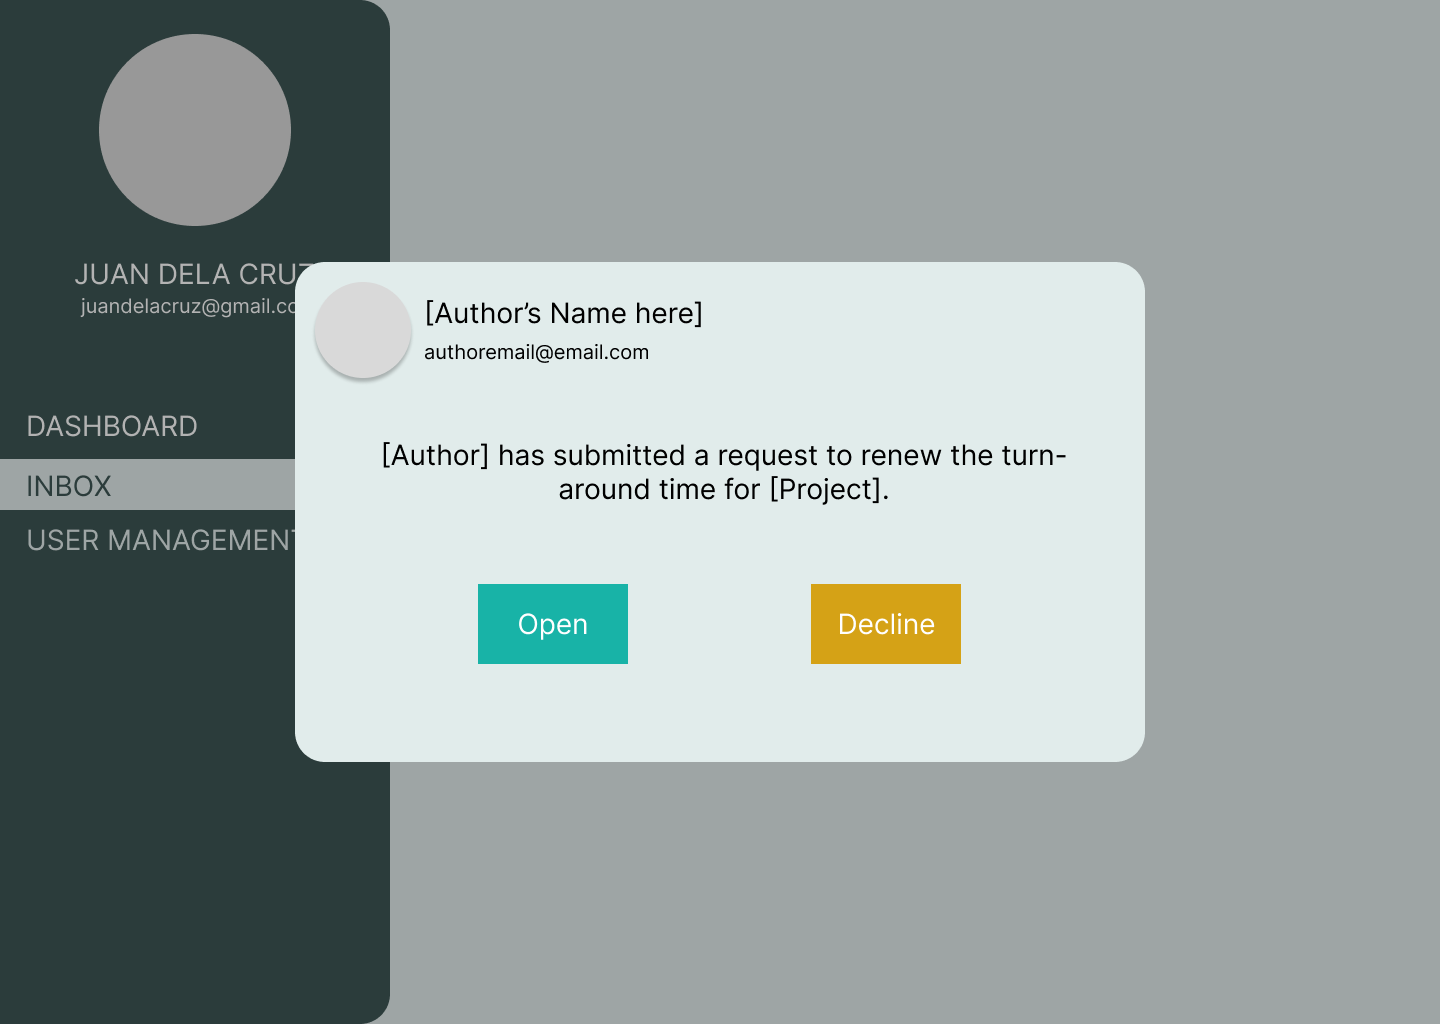 JUAN DELA CRUZ
juandelacruz@gmail.co
[Author’s Name here]
authoremail@email.com
DASHBOARD
INBOX
USER MANAGEMENT
[Author] has submitted a request to renew the turn-
around time for [Project].
Open
Decline